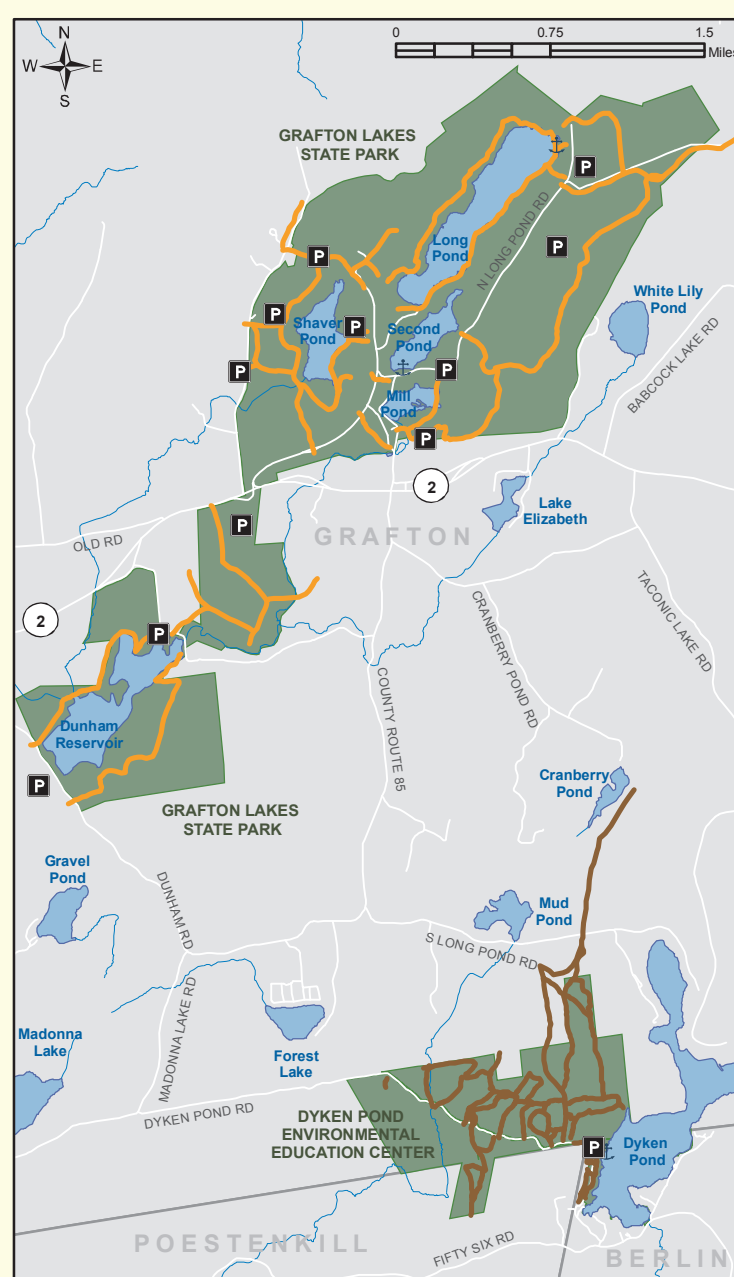 N
W E
S
0 0.75 1.5
Miles
GRAFTON LAKES
STATE PARK
P
N LONG POND RD
P
Long
Pond
P
White Lily
Pond
P
Shaver
Pond
P
Second
Pond
BABCOCK LAKE RD
P
P
Mill
Pond
P
2
Lake
Elizabeth
P
GRAFTON
OLD RD
TACONIC LAKE RD
CRANBERRY POND RD
2
P
COUNTY ROUTE 85
Dunham
Reservoir
P
Cranberry
Pond
GRAFTON LAKES
STATE PARK
Gravel
Pond
DUNHAM RD
Mud
Pond
S LONG POND RD
MADONNA LAKE RD
Madonna
Lake
Forest
Lake
DYKEN POND RD
DYKEN POND
ENVIRONMENTAL
EDUCATION CENTER
P
Dyken
Pond
POESTENKILL
FIFTY SIX RD
BERLIN